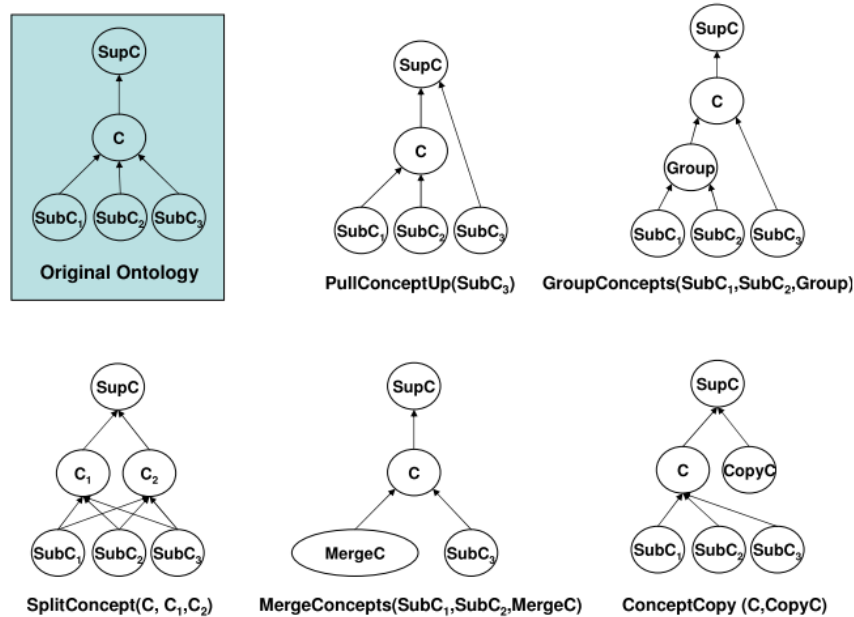 SupC
C
SubC₁ SubC₂ SubC₃
Original Ontology
SupC
C
SubC₁ SubC₂ SubC₃
PullConceptUp(SubC₃)
SupC
C
Group
SubC₁ SubC₂ SubC₃
GroupConcepts(SubC₁,SubC₂,Group)
SupC
C₁ C₂
SubC₁ SubC₂ SubC₃
SplitConcept(C, C₁,C₂)
SupC
C
MergeC SubC₃
MergeConcepts(SubC₁,SubC₂,MergeC)
SupC
C CopyC
SubC₁ SubC₂ SubC₃
ConceptCopy (C,CopyC)